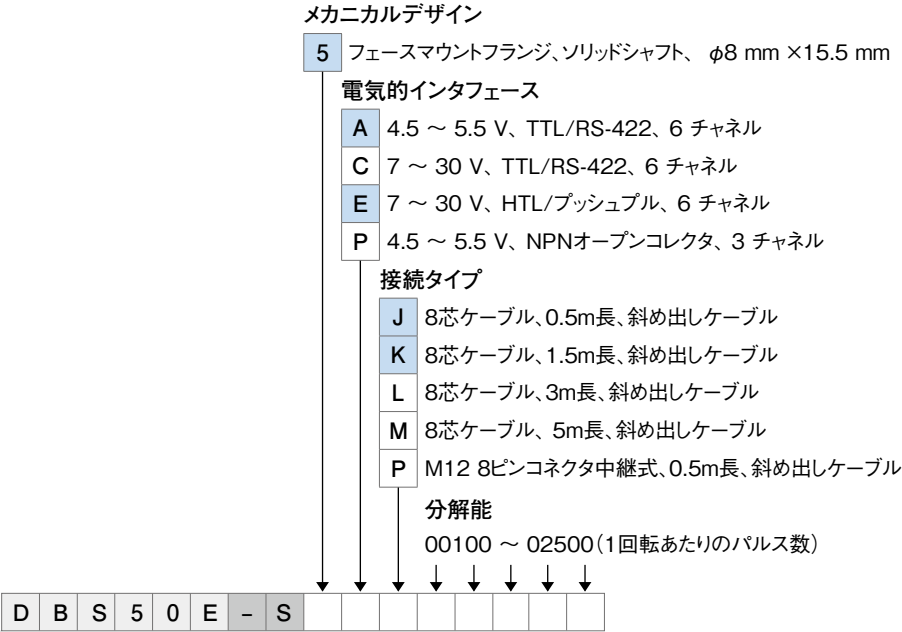 メカニカルデザイン
5 フェースマウントフランジ、ソリッドシャフト、 φ8 mm ×15.5 mm
電気的インタフェース
A 4.5 ～ 5.5 V、TTL/RS-422、6 チャネル
C 7 ～ 30 V、TTL/RS-422、6 チャネル
E 7 ～ 30 V、HTL/プッシュプル、6 チャネル
P 4.5 ～ 5.5 V、NPNオープンコレクタ、3 チャネル
接続タイプ
J 8芯ケーブル、0.5m長、斜め出しケーブル
K 8芯ケーブル、1.5m長、斜め出しケーブル
L 8芯ケーブル、3m長、斜め出しケーブル
M 8芯ケーブル、5m長、斜め出しケーブル
P M12 8ピンコネクタ中継式、0.5m長、斜め出しケーブル
分解能
00100 ～ 02500（1回転あたりのパルス数）
D B S 5 0 E – S